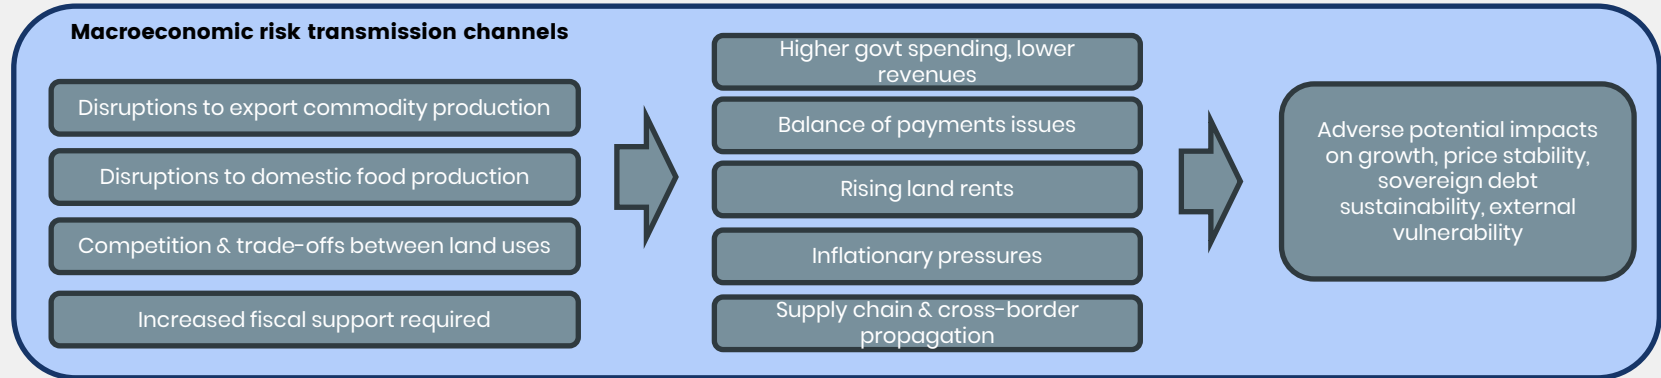 Macroeconomic risk transmission channels
Disruptions to export commodity production
Disruptions to domestic food production
Competition & trade-offs between land uses
Increased fiscal support required
Higher govt spending, lower
revenues
Balance of payments issues
Rising land rents
Inflationary pressures
Supply chain & cross-border
propagation
Adverse potential impacts
on growth, price stability,
sovereign debt
sustainability, external
vulnerability